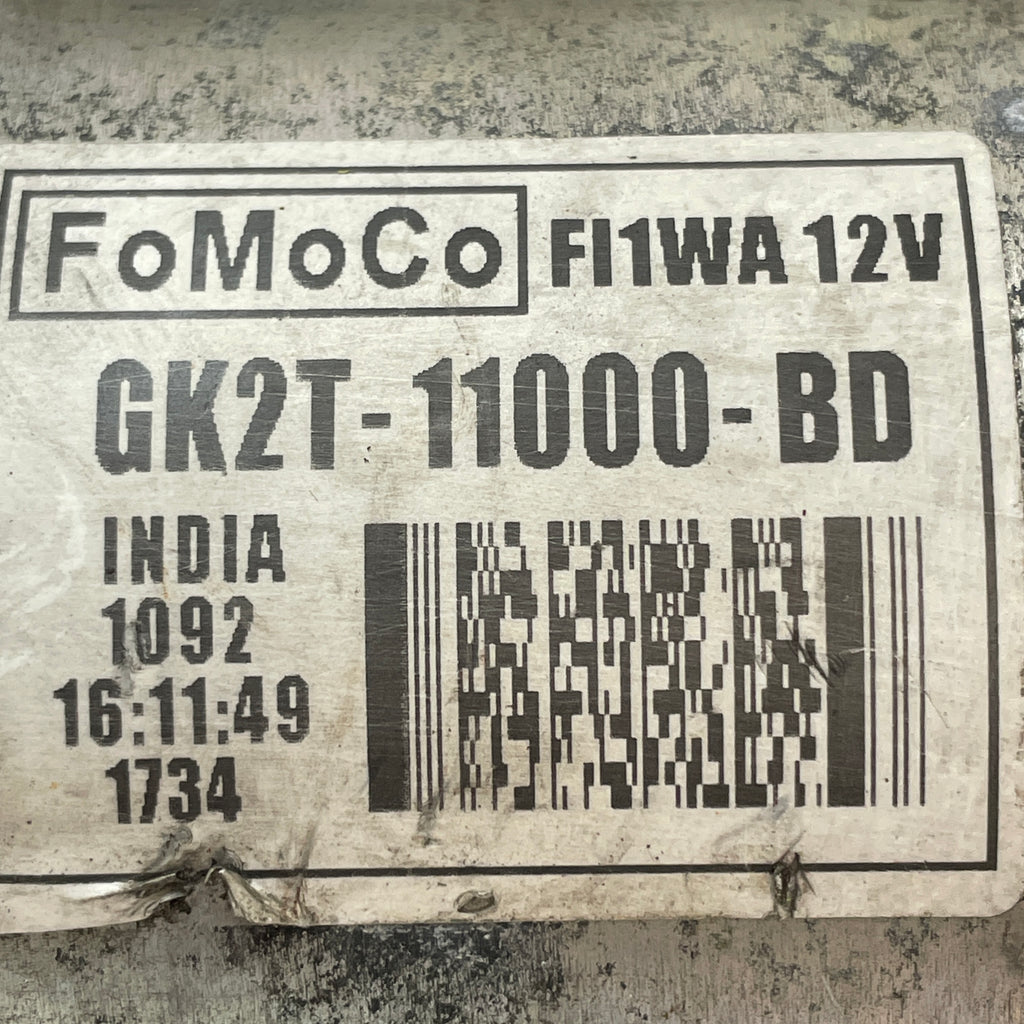 FoMoCo FI1WA 12V
GK2T-11000-BD
INDIA
1092
16:11:49
1734